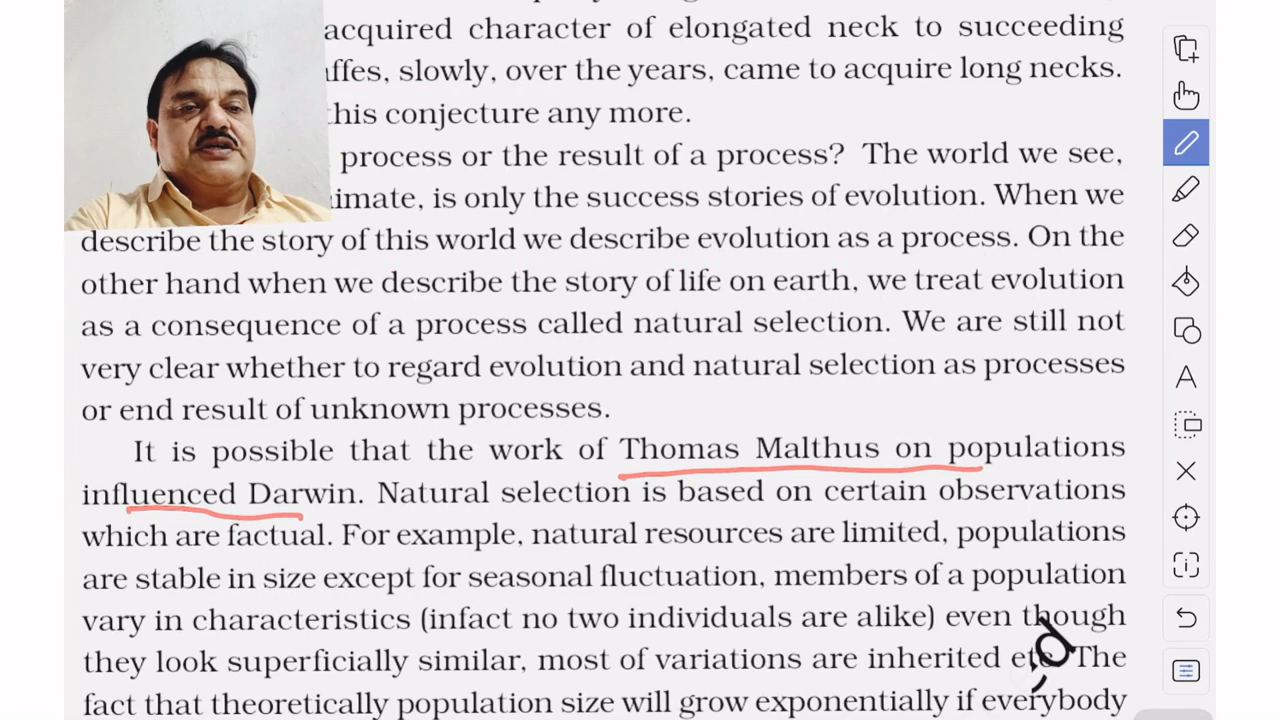 acquired character of elongated neck to succeeding
slowly, over the years, came to acquire long necks.
this conjecture any more.
process or the result of a process? The world we see,
is only the success stories of evolution. When we
describe the story of this world we describe evolution as a process. On the
other hand when we describe the story of life on earth, we treat evolution
as a consequence of a process called natural selection. We are still not
very clear whether to regard evolution and natural selection as processes
or end result of unknown processes.
It is possible that the work of Thomas Malthus on populations
influenced Darwin. Natural selection is based on certain observations
which are factual. For example, natural resources are limited, populations
are stable in size except for seasonal fluctuation, members of a population
vary in characteristics (infact no two individuals are alike) even though
they look superficially similar, most of variations are inherited etc. The
fact that theoretically population size will grow exponentially if everybody